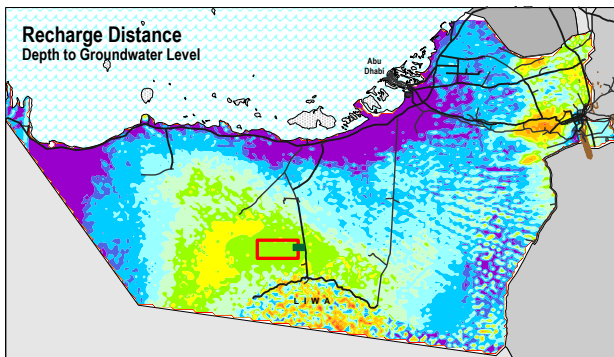 Recharge Distance
Depth to Groundwater Level
Abu
Dhabi
LIWA